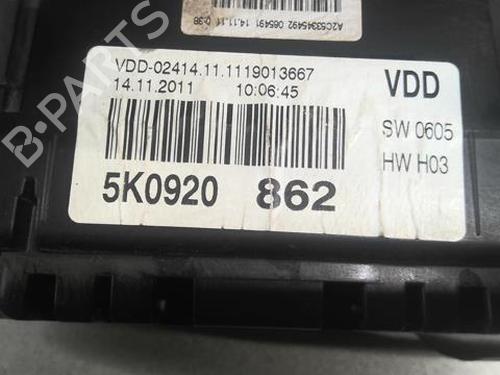 A2C53345492 065491 14.11.11 0:38
VDD-02414.11.1119013667
14.11.2011 10:06:45
VDD
SW 0605
HW H03
5K0920 862
B-PARTS